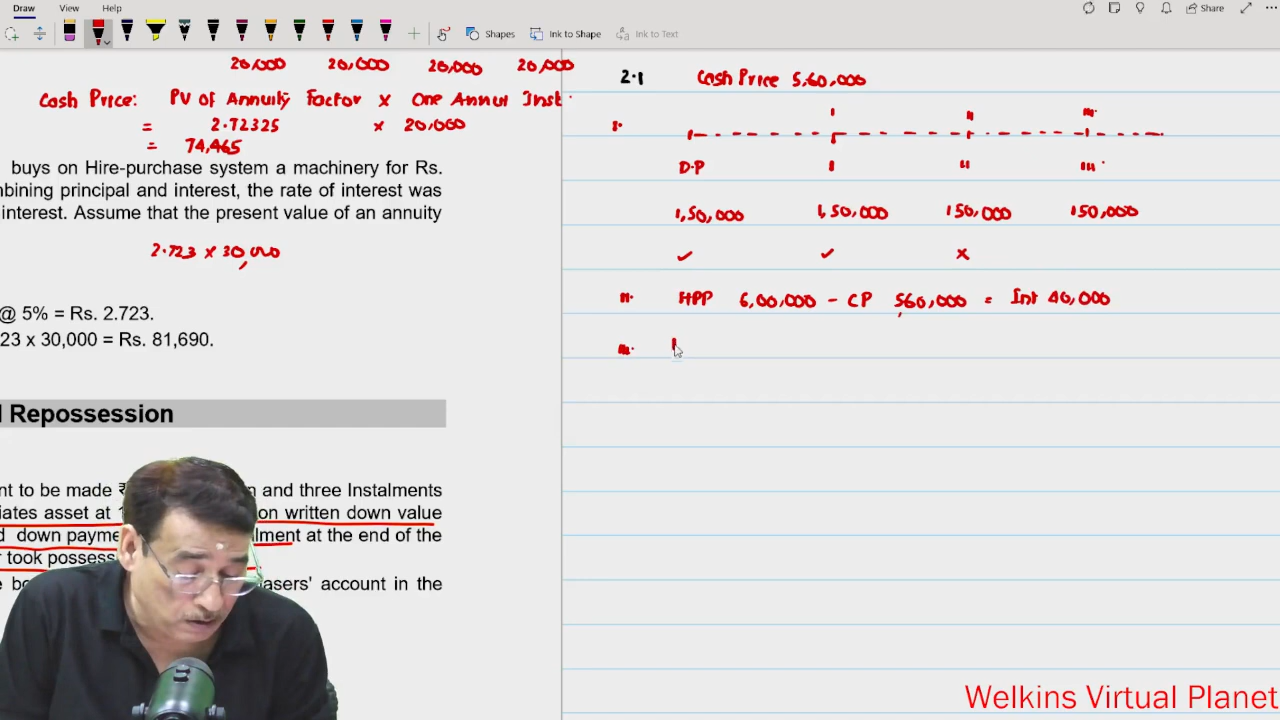 Draw View Help
Shapes Ink to Shape Ink to Text Share
20,000 20,000 20,000 20,000
Cash Price: PV of Annuity Factor x One Annul Inst.
= 2.72325 x 20,000
= 74,465
buys on Hire-purchase system a machinery for Rs.
mbining principal and interest, the rate of interest was
interest. Assume that the present value of an annuity
2.723 x 30,000
@ 5% = Rs. 2.723.
23 x 30,000 = Rs. 81,690.
Repossession
nt to be made ₹ n and three Instalments
iates asset at 1 on written down value
d down payme lment at the end of the
r took possess
e bo asers' account in the
2.1 Cash Price 5,60,000
I. I II III.
D.P I II III.
1,50,000 1,50,000 150,000 150,000
✓ ✓ x
II. HPP 6,00,000 - CP 560,000 = Int 40,000
III.
Welkins Virtual Planet